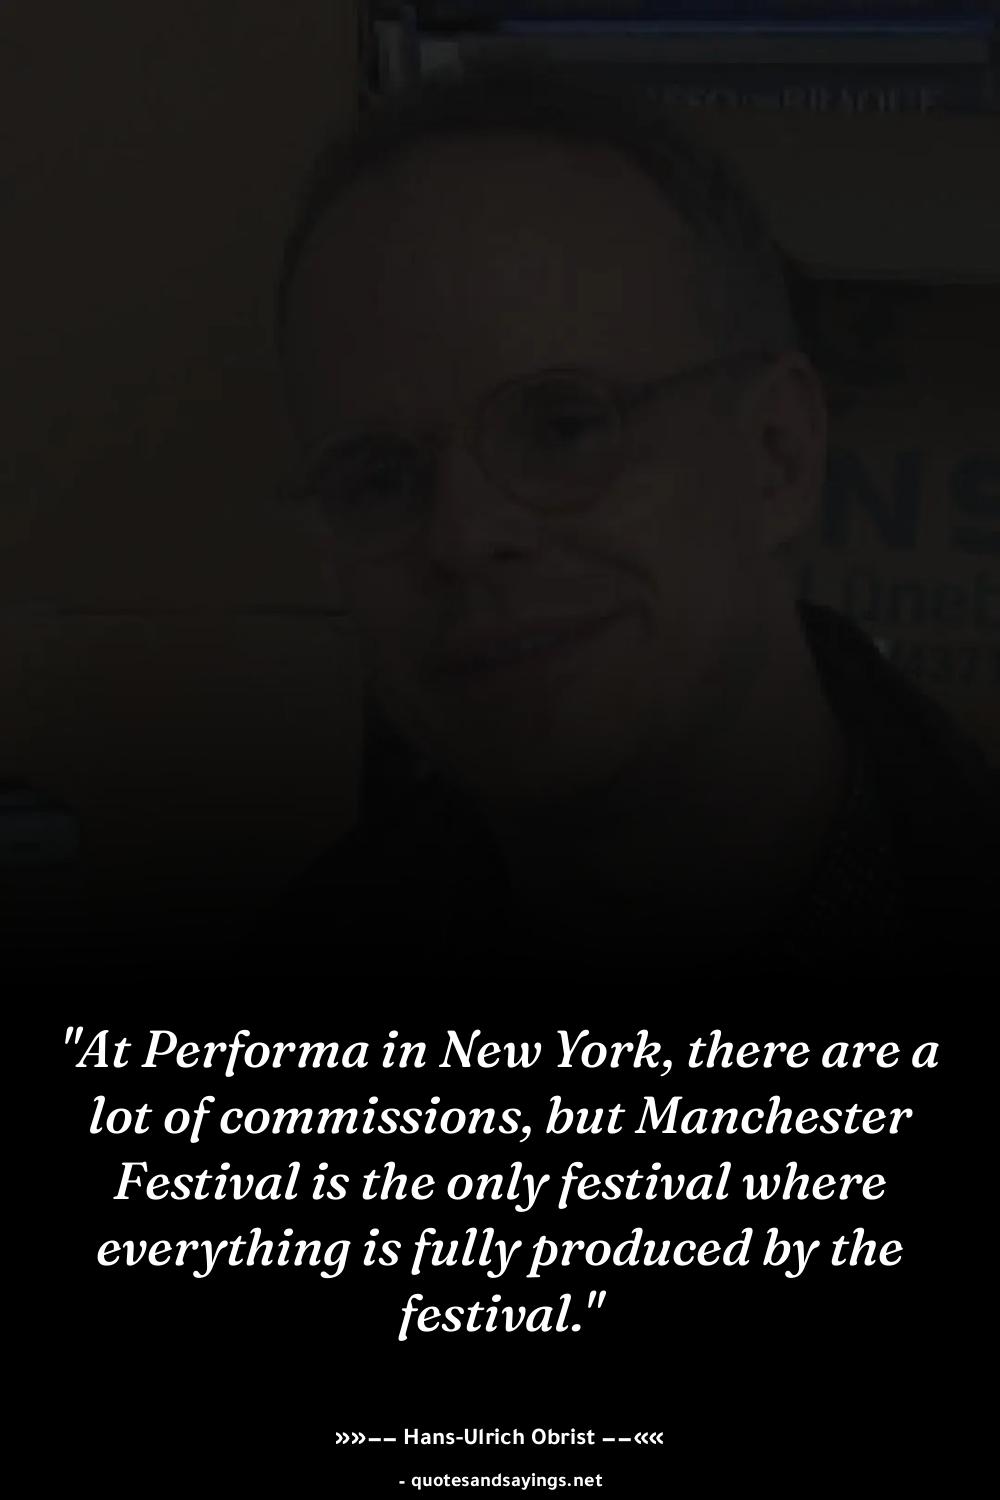 "At Performa in New York, there are a
lot of commissions, but Manchester
Festival is the only festival where
everything is fully produced by the
festival."
»»–– Hans-Ulrich Obrist ––««
- quotesandsayings.net